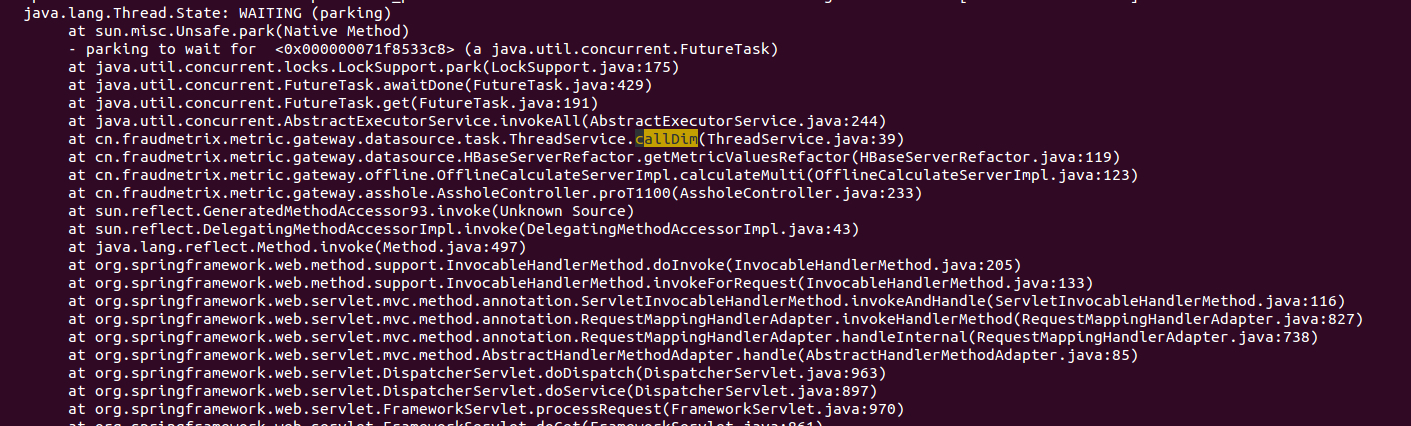 java.lang.Thread.State: WAITING (parking)
at sun.misc.Unsafe.park(Native Method)
- parking to wait for <0x000000071f8533c8> (a java.util.concurrent.FutureTask)
at java.util.concurrent.locks.LockSupport.park(LockSupport.java:175)
at java.util.concurrent.FutureTask.awaitDone(FutureTask.java:429)
at java.util.concurrent.FutureTask.get(FutureTask.java:191)
at java.util.concurrent.AbstractExecutorService.invokeAll(AbstractExecutorService.java:244)
at cn.fraudmetrix.metric.gateway.datasource.task.ThreadService.callDim(ThreadService.java:39)
at cn.fraudmetrix.metric.gateway.datasource.HBaseServerRefactor.getMetricValuesRefactor(HBaseServerRefactor.java:119)
at cn.fraudmetrix.metric.gateway.offline.OfflineCalculateServerImpl.calculateMulti(OfflineCalculateServerImpl.java:123)
at cn.fraudmetrix.metric.gateway.asshole.AssholeController.proT1100(AssholeController.java:233)
at sun.reflect.GeneratedMethodAccessor93.invoke(Unknown Source)
at sun.reflect.DelegatingMethodAccessorImpl.invoke(DelegatingMethodAccessorImpl.java:43)
at java.lang.reflect.Method.invoke(Method.java:497)
at org.springframework.web.method.support.InvocableHandlerMethod.doInvoke(InvocableHandlerMethod.java:205)
at org.springframework.web.method.support.InvocableHandlerMethod.invokeForRequest(InvocableHandlerMethod.java:133)
at org.springframework.web.servlet.mvc.method.annotation.ServletInvocableHandlerMethod.invokeAndHandle(ServletInvocableHandlerMethod.java:116)
at org.springframework.web.servlet.mvc.method.annotation.RequestMappingHandlerAdapter.invokeHandlerMethod(RequestMappingHandlerAdapter.java:827)
at org.springframework.web.servlet.mvc.method.annotation.RequestMappingHandlerAdapter.handleInternal(RequestMappingHandlerAdapter.java:738)
at org.springframework.web.servlet.mvc.method.AbstractHandlerMethodAdapter.handle(AbstractHandlerMethodAdapter.java:85)
at org.springframework.web.servlet.DispatcherServlet.doDispatch(DispatcherServlet.java:963)
at org.springframework.web.servlet.DispatcherServlet.doService(DispatcherServlet.java:897)
at org.springframework.web.servlet.FrameworkServlet.processRequest(FrameworkServlet.java:970)
at org.springframework.web.servlet.FrameworkServlet.doGet(FrameworkServlet.java:861)